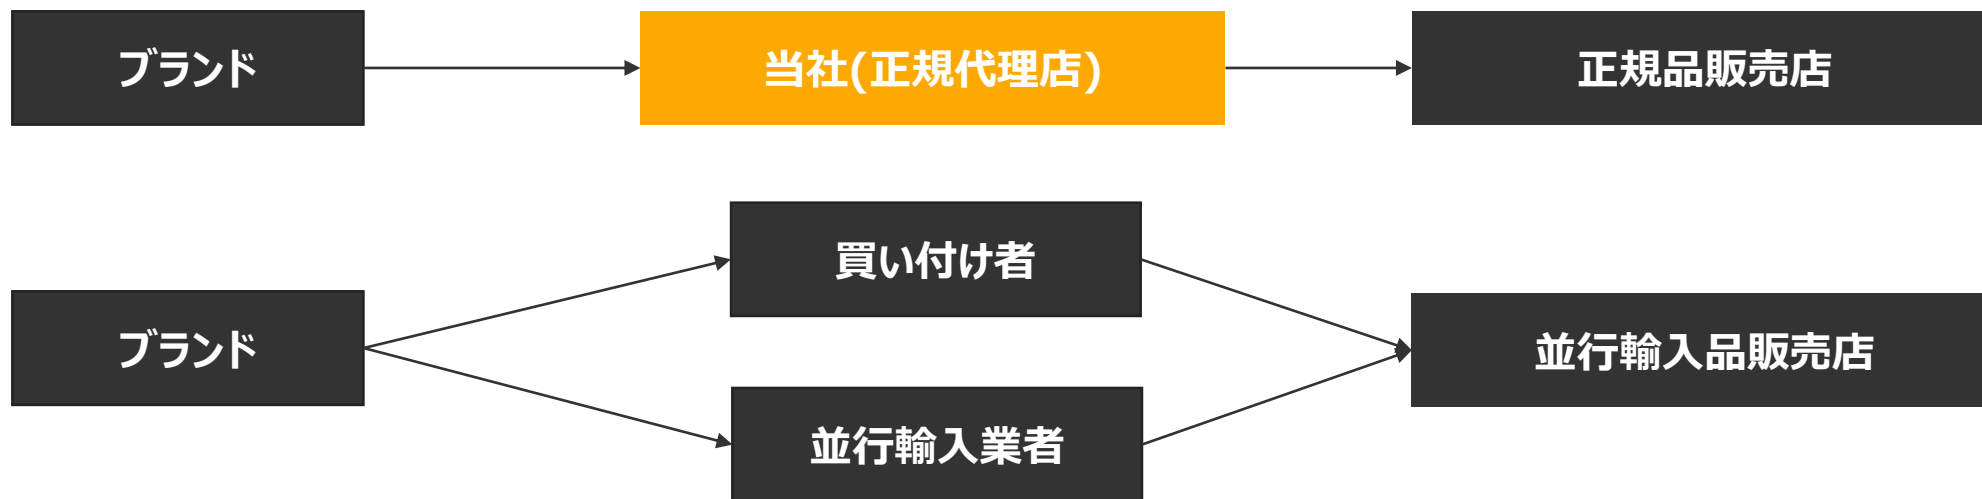 ブランド
当社(正規代理店)
正規品販売店
買い付け者
ブランド
並行輸入品販売店
並行輸入業者